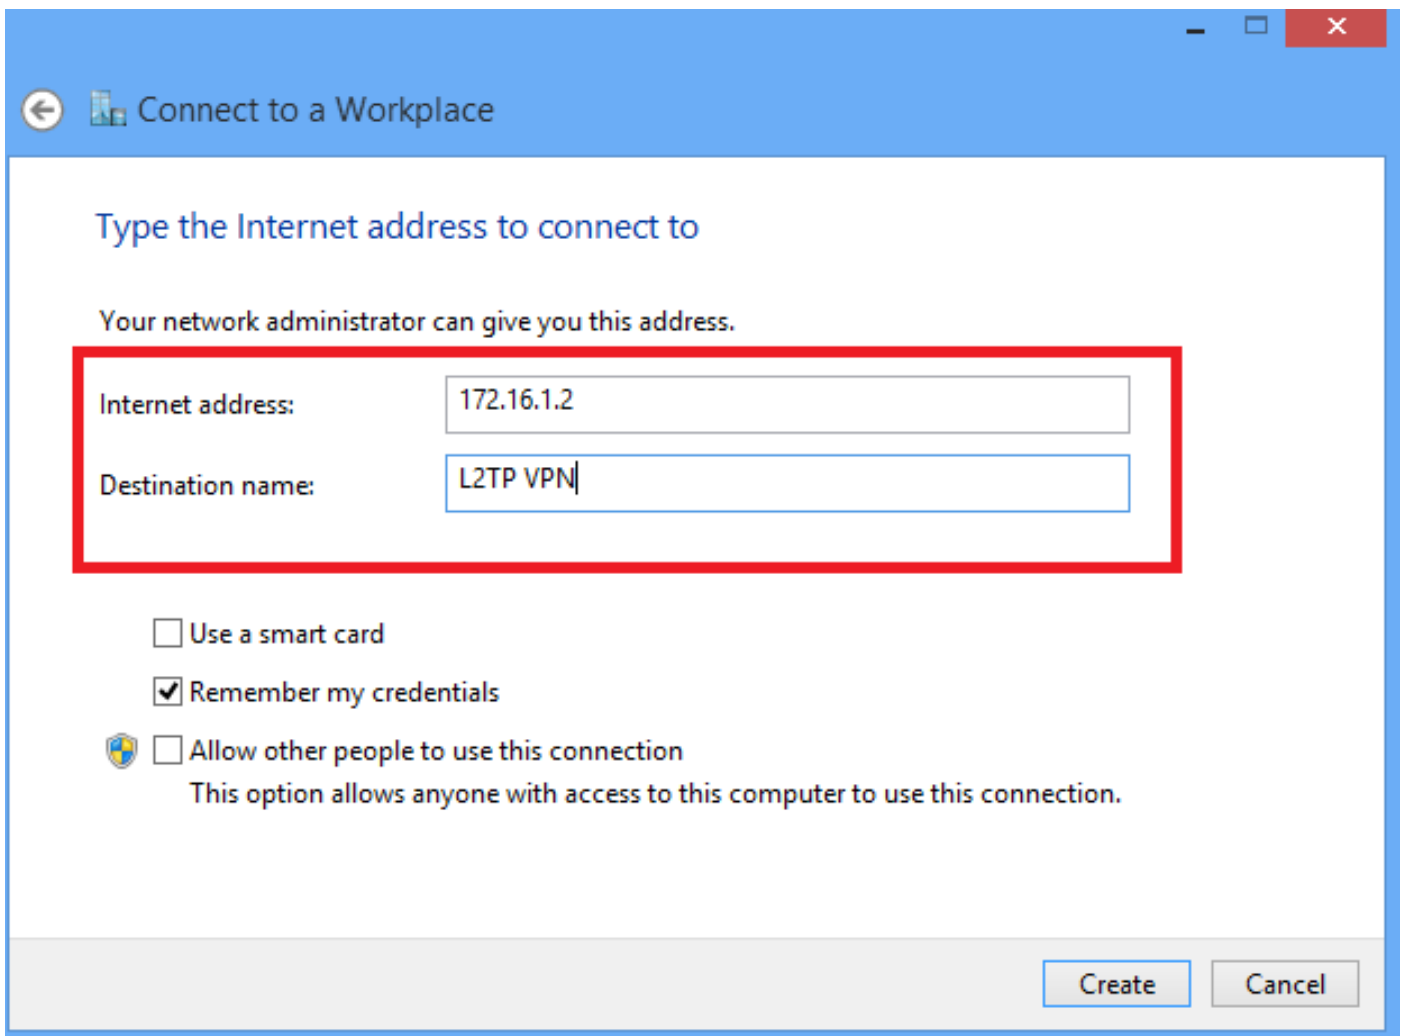 Connect to a Workplace
Type the Internet address to connect to
Your network administrator can give you this address.
Internet address: 172.16.1.2
Destination name: L2TP VPN
Use a smart card
Remember my credentials
Allow other people to use this connection
This option allows anyone with access to this computer to use this connection.
Create Cancel